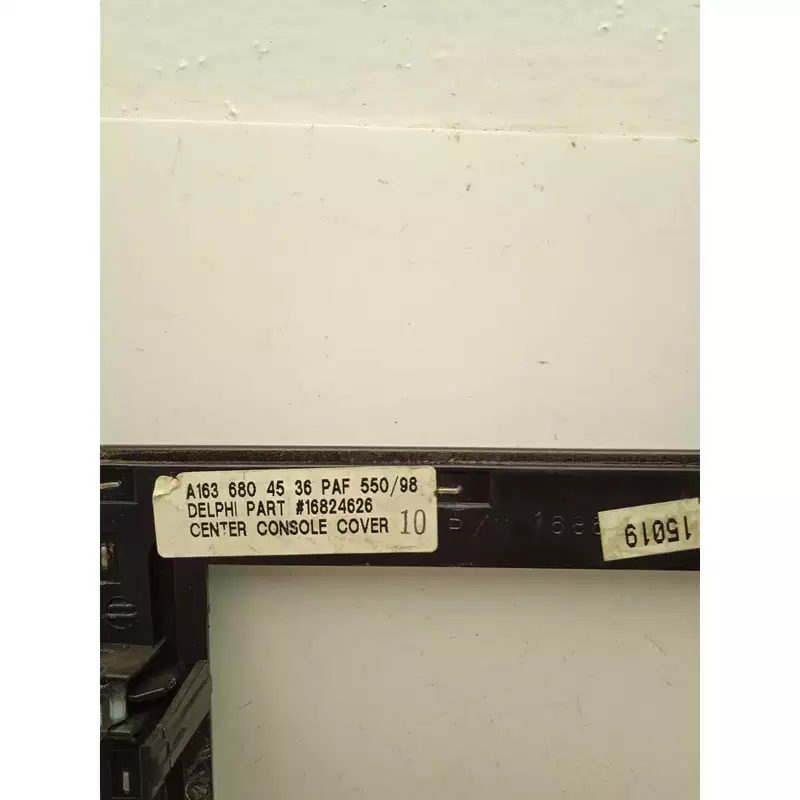 A163 680 45 36 PAF 550/98
DELPHI PART #16824626
CENTER CONSOLE COVER 10
P/N
15019